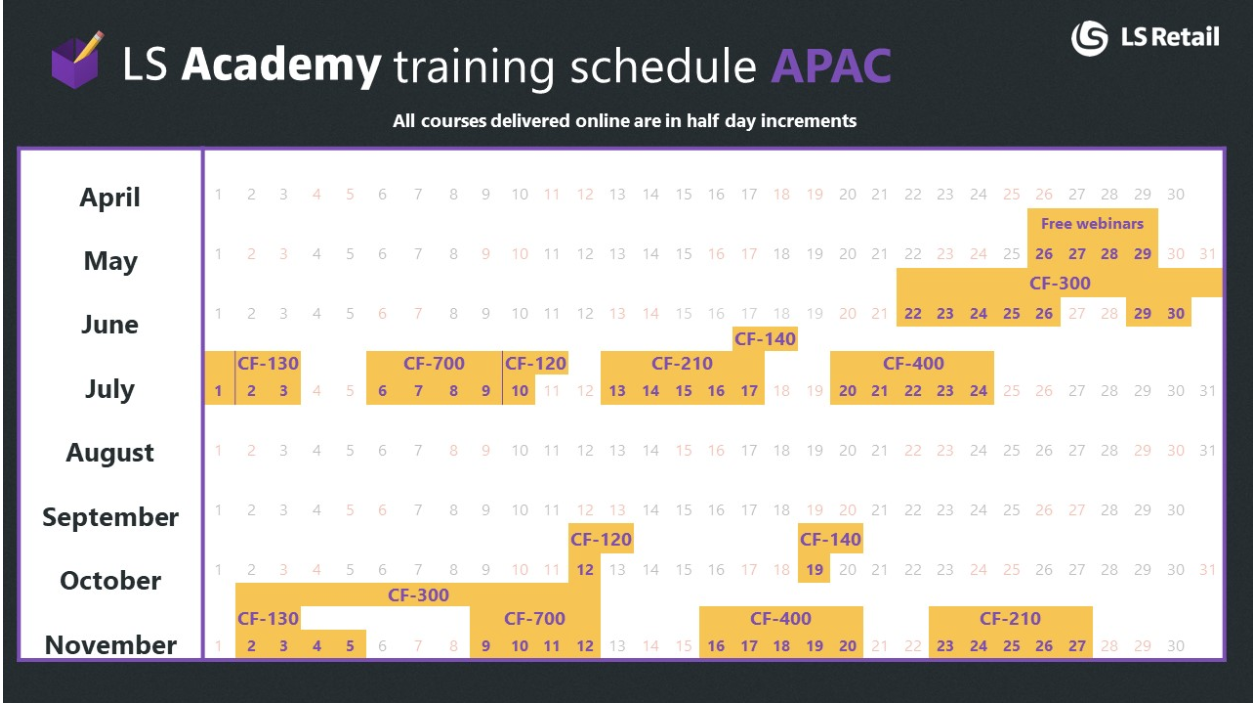 LS Retail
LS Academy training schedule APAC
All courses delivered online are in half day increments
April 1 2 3 4 5 6 7 8 9 10 11 12 13 14 15 16 17 18 19 20 21 22 23 24 25 26 27 28 29 30
Free webinars
May 1 2 3 4 5 6 7 8 9 10 11 12 13 14 15 16 17 18 19 20 21 22 23 24 25 26 27 28 29 30 31
CF-300
June 1 2 3 4 5 6 7 8 9 10 11 12 13 14 15 16 17 18 19 20 21 22 23 24 25 26 27 28 29 30
CF-140
CF-130 CF-700 CF-120 CF-210 CF-400
July 1 2 3 4 5 6 7 8 9 10 11 12 13 14 15 16 17 18 19 20 21 22 23 24 25 26 27 28 29 30 31
August 1 2 3 4 5 6 7 8 9 10 11 12 13 14 15 16 17 18 19 20 21 22 23 24 25 26 27 28 29 30 31
September 1 2 3 4 5 6 7 8 9 10 11 12 13 14 15 16 17 18 19 20 21 22 23 24 25 26 27 28 29 30
CF-120 CF-140
October 1 2 3 4 5 6 7 8 9 10 11 12 13 14 15 16 17 18 19 20 21 22 23 24 25 26 27 28 29 30 31
CF-300
CF-130 CF-700 CF-400 CF-210
November 1 2 3 4 5 6 7 8 9 10 11 12 13 14 15 16 17 18 19 20 21 22 23 24 25 26 27 28 29 30